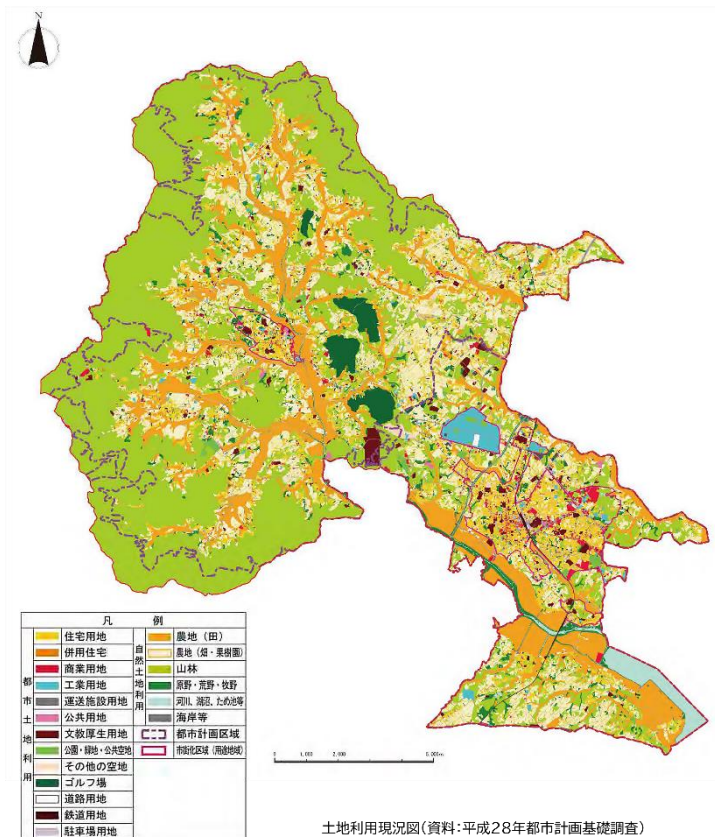 N
凡 例
都市土地利用
住宅用地
併用住宅
商業用地
工業用地
運送施設用地
公共用地
文教厚生用地
公園・緑地・公共空地
その他の空地
ゴルフ場
道路用地
鉄道用地
駐車場用地
自然土地利用
農地（田）
農地（畑・果樹園）
山林
原野・荒野・牧野
河川、湖沼、ため池等
海岸等
都市計画区域
市街化区域（用途地域）
0 1,000 2,000 5,000m
土地利用現況図(資料:平成28年都市計画基礎調査)